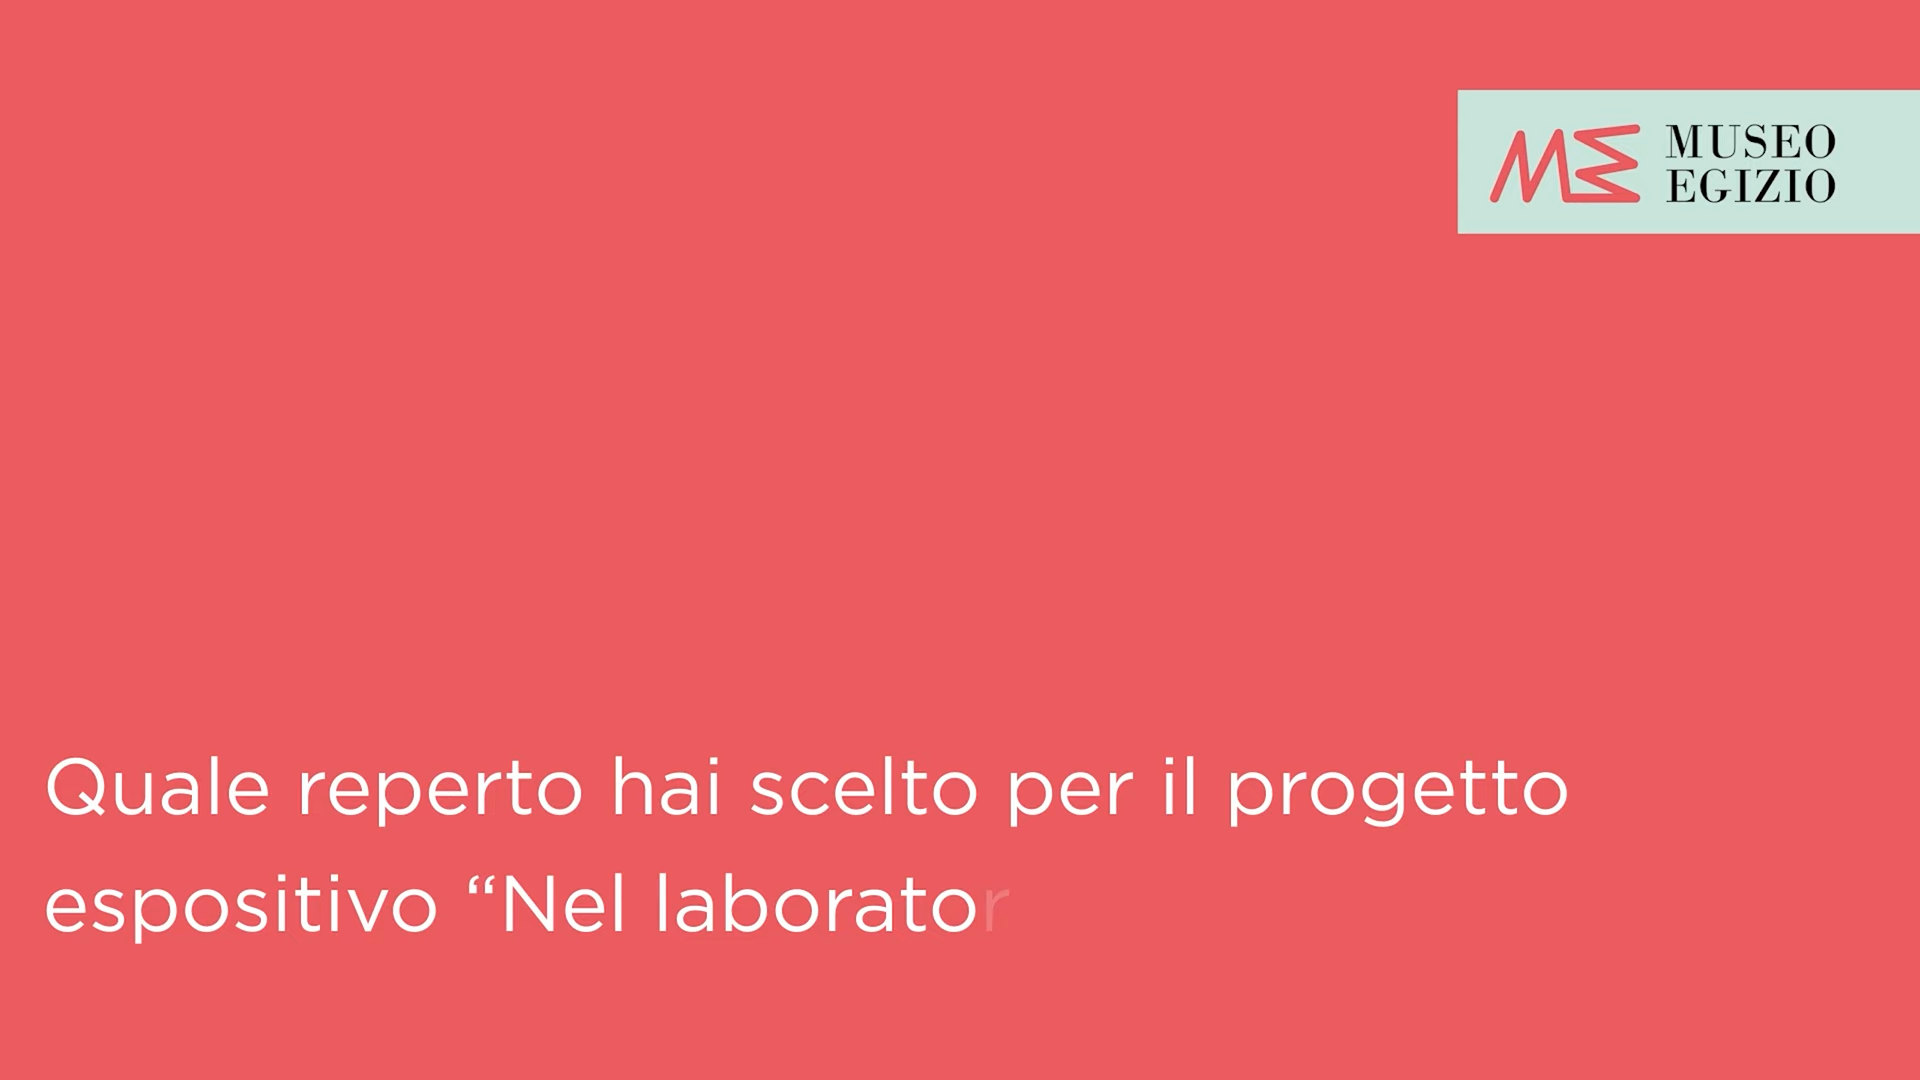 MUSEO
EGIZIO
Quale reperto hai scelto per il progetto
espositivo “Nel laborator